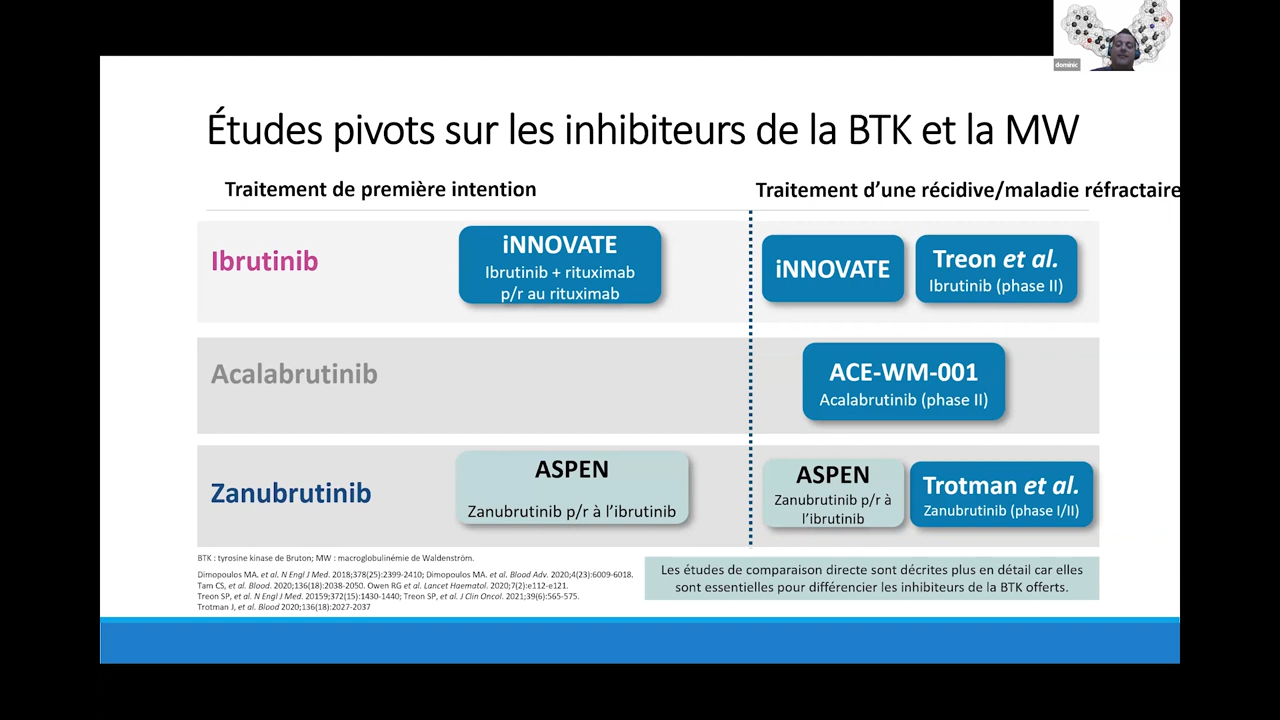 dominic
Études pivots sur les inhibiteurs de la BTK et la MW
Traitement de première intention
Traitement d’une récidive/maladie réfractaire
Ibrutinib
iNNOVATE
Ibrutinib + rituximab
p/r au rituximab
iNNOVATE
Treon et al.
Ibrutinib (phase II)
Acalabrutinib
ACE-WM-001
Acalabrutinib (phase II)
Zanubrutinib
ASPEN
Zanubrutinib p/r à l’ibrutinib
ASPEN
Zanubrutinib p/r à
l’ibrutinib
Trotman et al.
Zanubrutinib (phase I/II)
BTK : tyrosine kinase de Bruton; MW : macroglobulinémie de Waldenström.
Dimopoulos MA. et al. N Engl J Med. 2018;378(25):2399-2410; Dimopoulos MA. et al. Blood Adv. 2020;4(23):6009-6018.
Tam CS, et al. Blood. 2020;136(18):2038-2050. Owen RG et al. Lancet Haematol. 2020;7(2):e112-e121.
Treon SP, et al. N Engl J Med. 20159;372(15):1430-1440; Treon SP, et al. J Clin Oncol. 2021;39(6):565-575.
Trotman J, et al. Blood 2020;136(18):2027-2037
Les études de comparaison directe sont décrites plus en détail car elles
sont essentielles pour différencier les inhibiteurs de la BTK offerts.